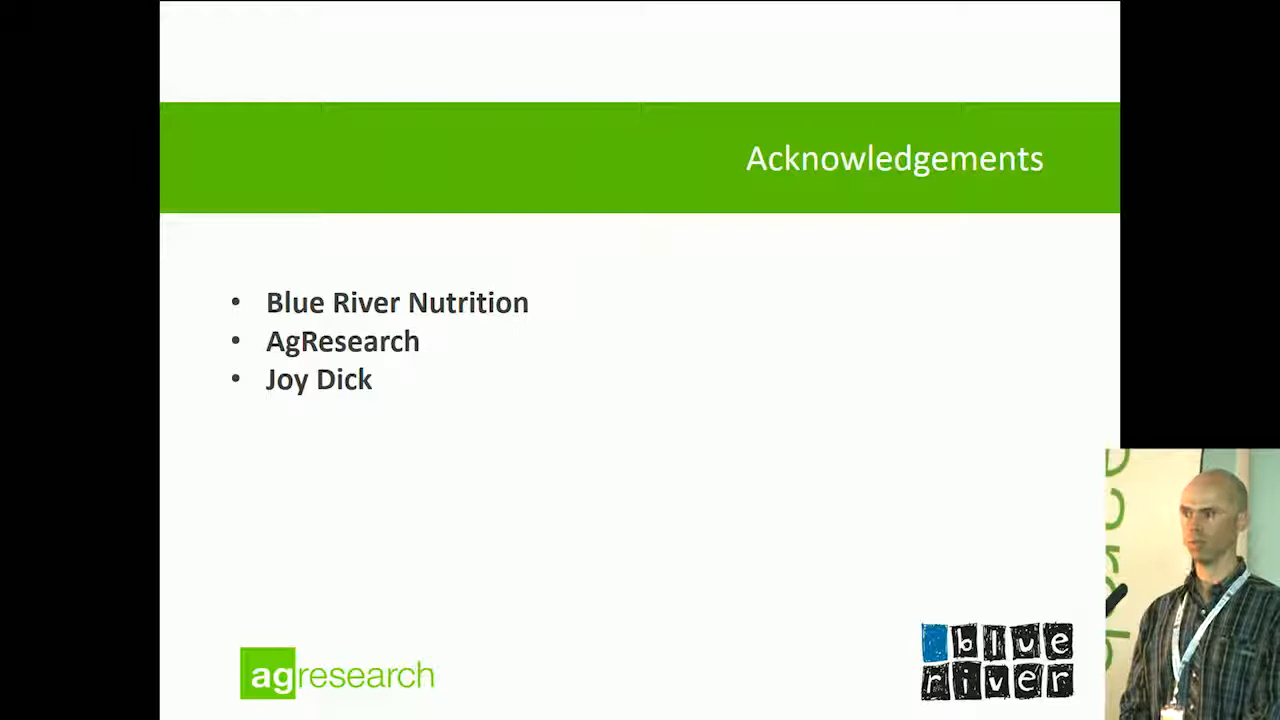 Acknowledgements
• Blue River Nutrition
• AgResearch
• Joy Dick
agresearch
blue
river